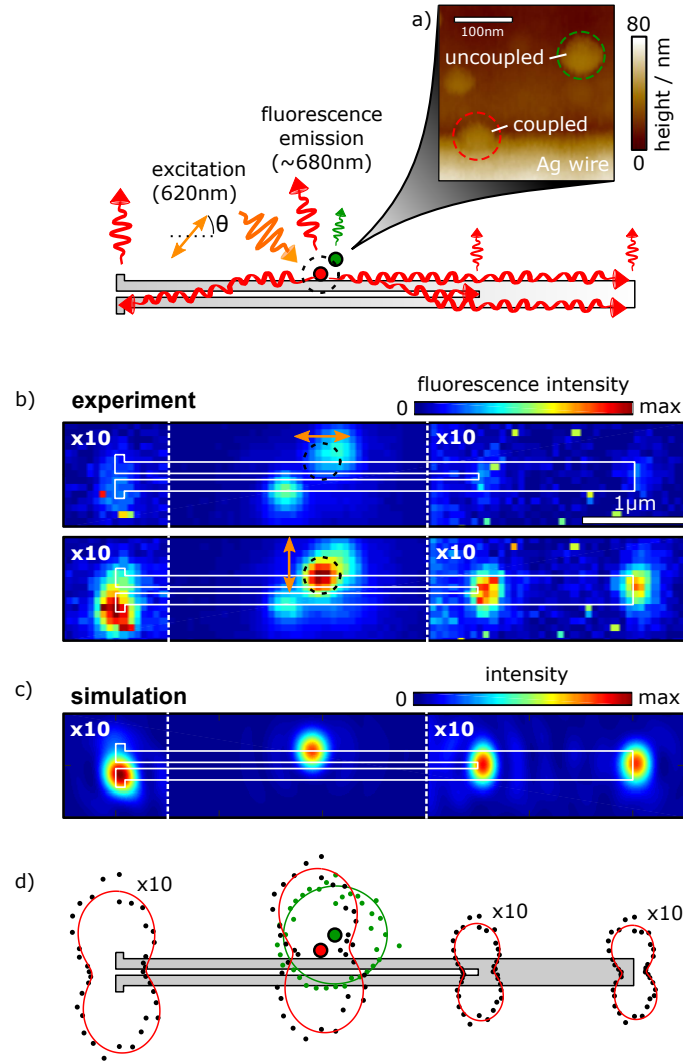 a)
100nm
uncoupled
coupled
Ag wire
80
height / nm
0
fluorescence
emission
(~680nm)
excitation
(620nm)
θ
b)
experiment
fluorescence intensity
0
max
x10
x10
1µm
x10
x10
c)
simulation
intensity
0
max
x10
x10
d)
x10
x10
x10